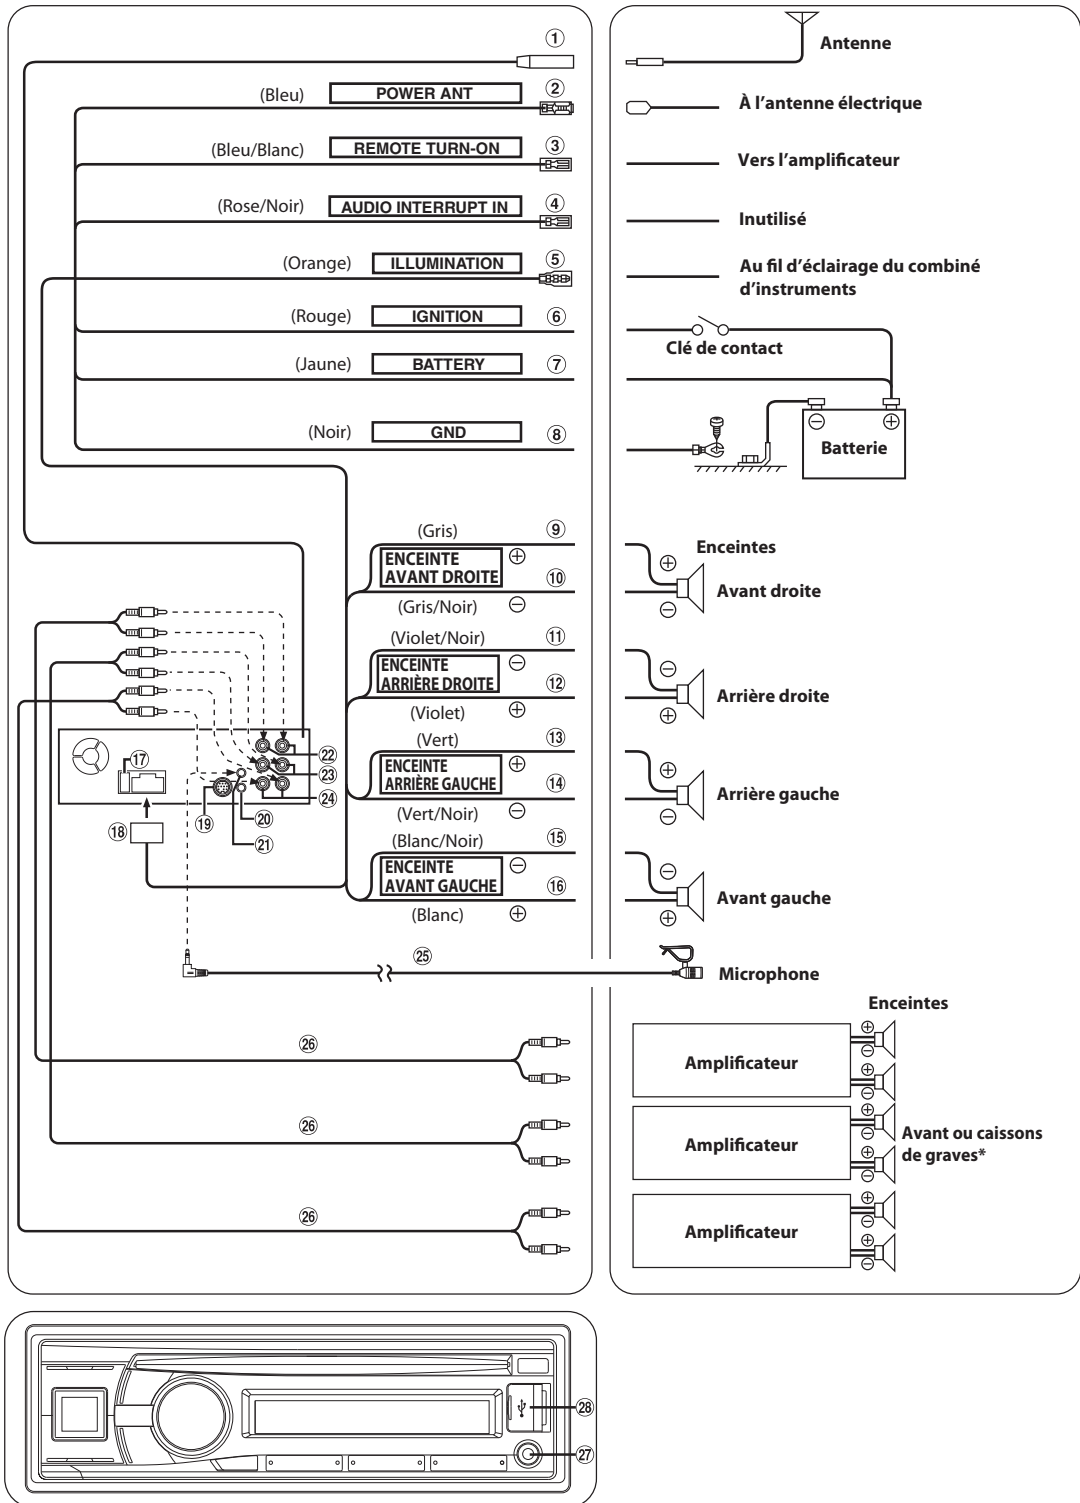 ①
Antenne
②
(Bleu) POWER ANT
À l’antenne électrique
③
(Bleu/Blanc) REMOTE TURN-ON
Vers l’amplificateur
④
(Rose/Noir) AUDIO INTERRUPT IN
Inutilisé
⑤
(Orange) ILLUMINATION
Au fil d’éclairage du combiné
d’instruments
(Rouge) IGNITION ⑥
Clé de contact
(Jaune) BATTERY ⑦
(Noir) GND ⑧
⊖ ⊕
Batterie
(Gris) ⑨
ENCEINTE ⊕
AVANT DROITE ⑩
(Gris/Noir) ⊖
Enceintes
⊕
Avant droite
⊖
(Violet/Noir) ⑪
ENCEINTE ⊖
ARRIÈRE DROITE ⑫
(Violet) ⊕
⊖
Arrière droite
⊕
(Vert) ⑬
ENCEINTE ⊕
ARRIÈRE GAUCHE ⑭
(Vert/Noir) ⊖
⊕
Arrière gauche
⊖
(Blanc/Noir) ⑮
ENCEINTE ⊖
AVANT GAUCHE ⑯
(Blanc) ⊕
⊖
Avant gauche
⊕
⑰
⑱
⑲
⑳
㉑
㉒
㉓
㉔
㉕
Microphone
Enceintes
㉖
Amplificateur
⊕
⊖
⊕
⊖
㉖
Amplificateur
⊕
⊖
⊕
⊖
Avant ou caissons
de graves*
㉖
Amplificateur
⊕
⊖
⊕
⊖
㉘
㉗